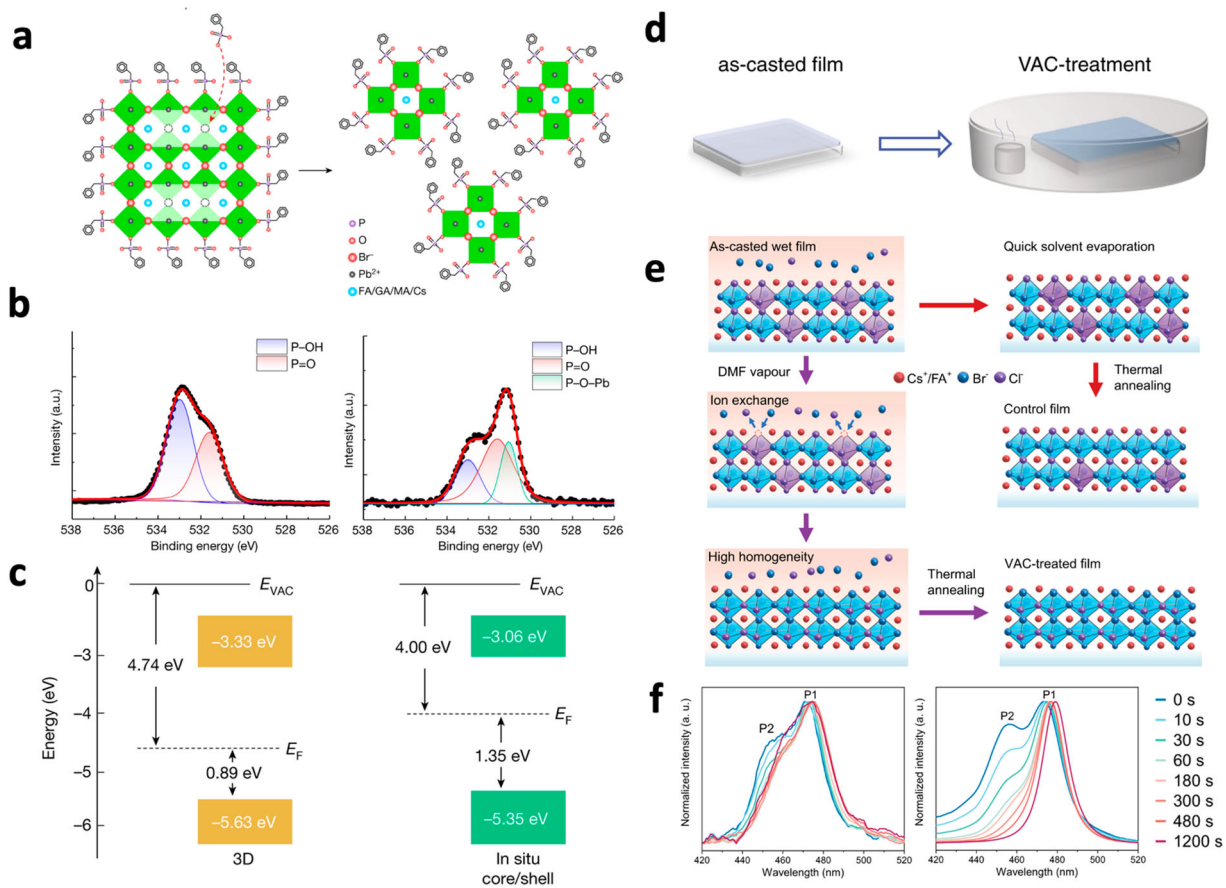 a
P
O
Br⁻
Pb²⁺
FA/GA/MA/Cs
b
Intensity (a.u.)
P–OH
P=O
538 536 534 532 530 528 526
Binding energy (eV)
Intensity (a.u.)
P–OH
P=O
P–O–Pb
538 536 534 532 530 528 526
Binding energy (eV)
c
Energy (eV)
0
−3
−4
−5
−6
E_VAC
−3.33 eV
4.74 eV
E_F
0.89 eV
−5.63 eV
3D
E_VAC
−3.06 eV
4.00 eV
E_F
1.35 eV
−5.35 eV
In situ
core/shell
d
as-casted film
VAC-treatment
e
As-casted wet film
Quick solvent evaporation
DMF vapour
Cs⁺/FA⁺ Br⁻ Cl⁻
Thermal
annealing
Ion exchange
Control film
High homogeneity
Thermal
annealing
VAC-treated film
f
Normalized intensity (a. u.)
P1
P2
420 440 460 480 500 520
Wavelength (nm)
Normalized intensity (a. u.)
P1
P2
420 440 460 480 500 520
Wavelength (nm)
0 s
10 s
30 s
60 s
180 s
300 s
480 s
1200 s